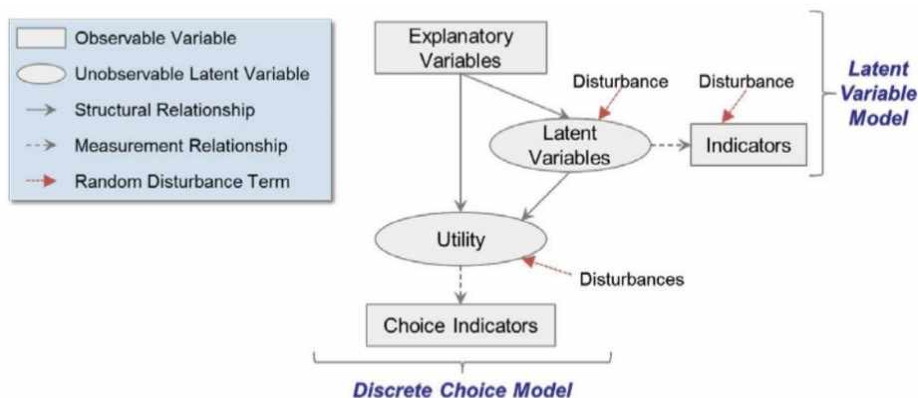 Observable Variable
Unobservable Latent Variable
Structural Relationship
Measurement Relationship
Random Disturbance Term
Explanatory
Variables
Disturbance
Disturbance
Latent
Variables
Indicators
Latent
Variable
Model
Utility
Disturbances
Choice Indicators
Discrete Choice Model